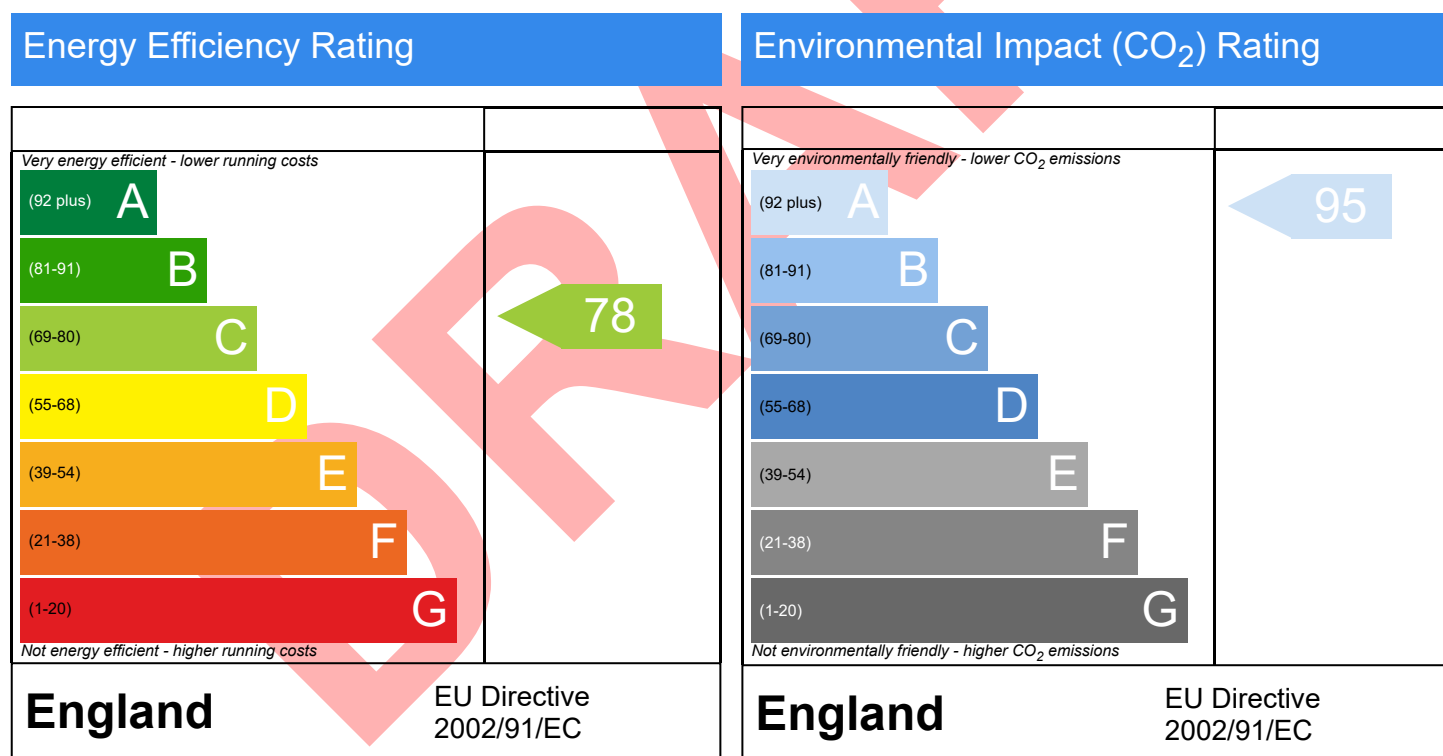 Energy Efficiency Rating
Very energy efficient - lower running costs
(92 plus) A
(81-91) B
(69-80) C
78
(55-68) D
(39-54) E
(21-38) F
(1-20) G
Not energy efficient - higher running costs
England
EU Directive
2002/91/EC
Environmental Impact (CO2) Rating
Very environmentally friendly - lower CO2 emissions
(92 plus) A
95
(81-91) B
(69-80) C
(55-68) D
(39-54) E
(21-38) F
(1-20) G
Not environmentally friendly - higher CO2 emissions
England
EU Directive
2002/91/EC